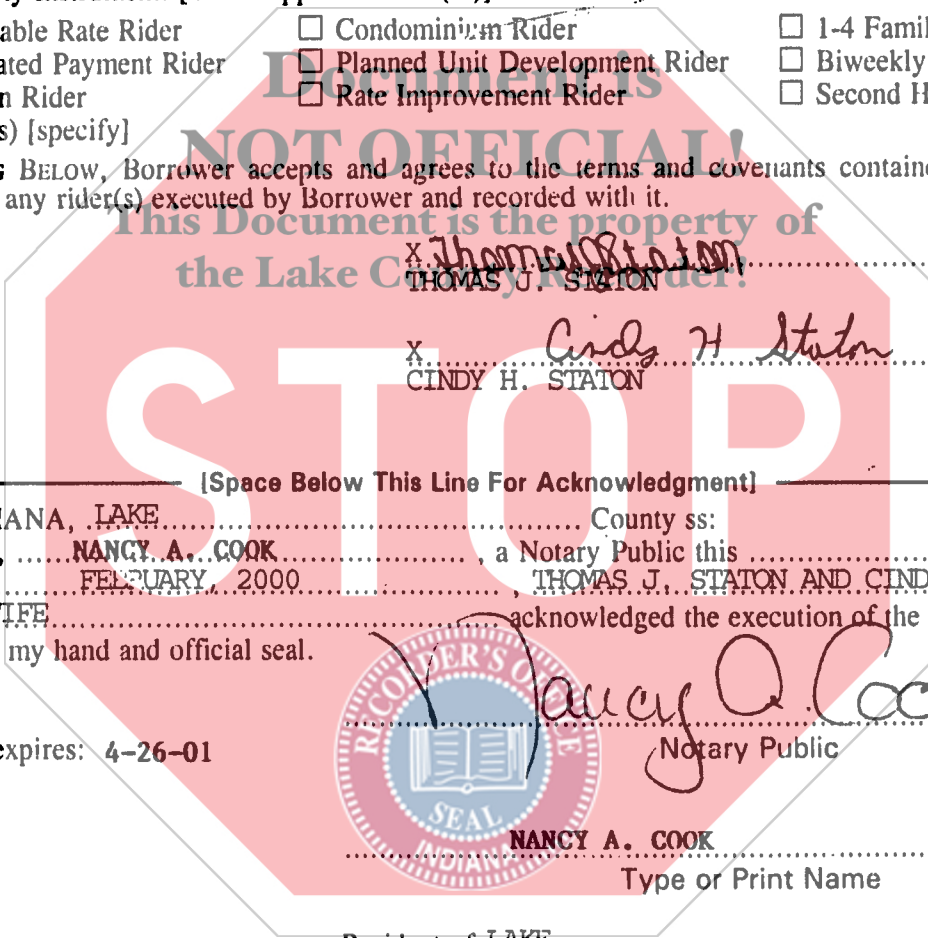 able Rate Rider ☐ Condominium Rider ☐ 1-4 Famil
ated Payment Rider ☐ Planned Unit Development Rider ☐ Biweekly
n Rider ☐ Rate Improvement Rider ☐ Second H
s) [specify]
Document is
NOT OFFICIAL!
This Document is the property of
the Lake County Recorder!
BELOW, Borrower accepts and agrees to the terms and covenants containe
any rider(s) executed by Borrower and recorded with it.
X Thomas J Staton
THOMAS J. STATON
X Cindy H Staton
CINDY H. STATON
STOP
[Space Below This Line For Acknowledgment]
IANA, LAKE County ss:
, NANCY A. COOK , a Notary Public this
FEBRUARY, 2000 , THOMAS J. STATON AND CIND
IFE acknowledged the execution of the
my hand and official seal.
Nancy A. Coo
expires: 4-26-01
Notary Public
RECORDER'S OFFICE
SEAL
INDIANA
NANCY A. COOK
Type or Print Name
LAKE